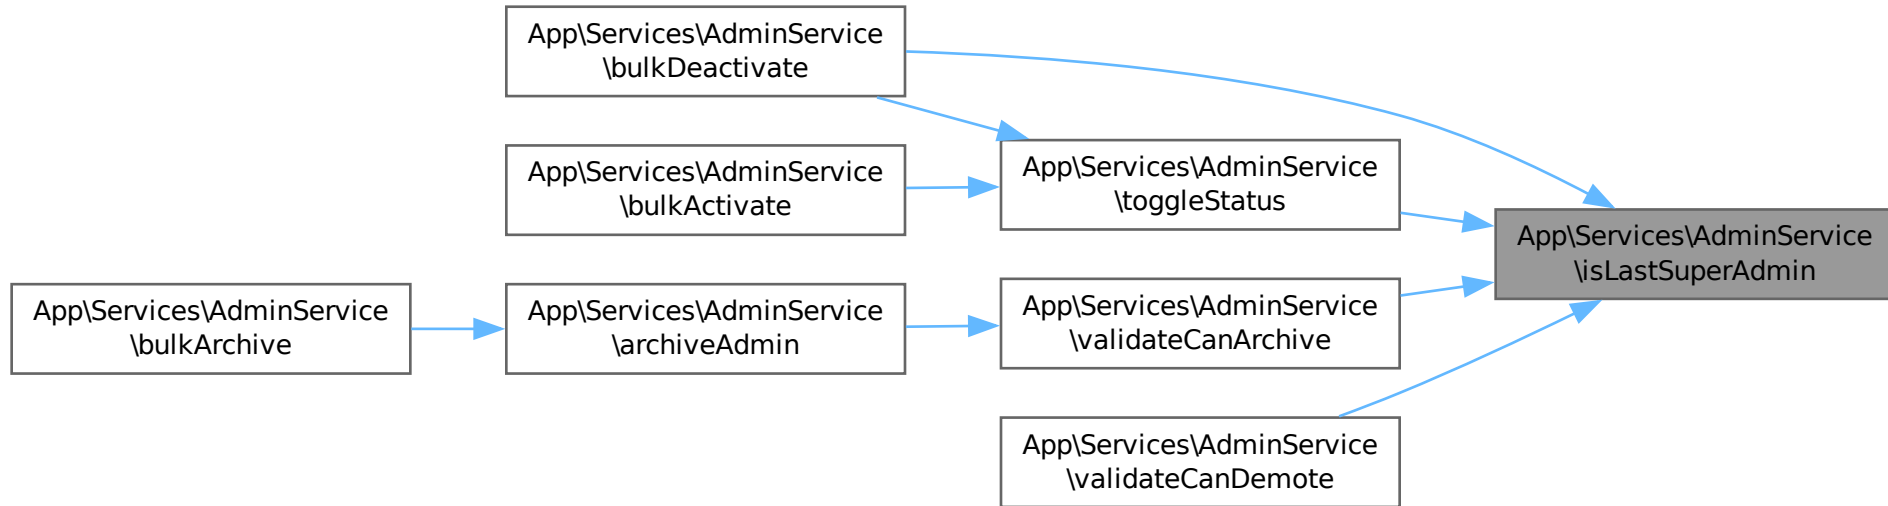 App\Services\AdminService
\bulkDeactivate
App\Services\AdminService
\bulkActivate
App\Services\AdminService
\toggleStatus
App\Services\AdminService
\isLastSuperAdmin
App\Services\AdminService
\bulkArchive
App\Services\AdminService
\archiveAdmin
App\Services\AdminService
\validateCanArchive
App\Services\AdminService
\validateCanDemote